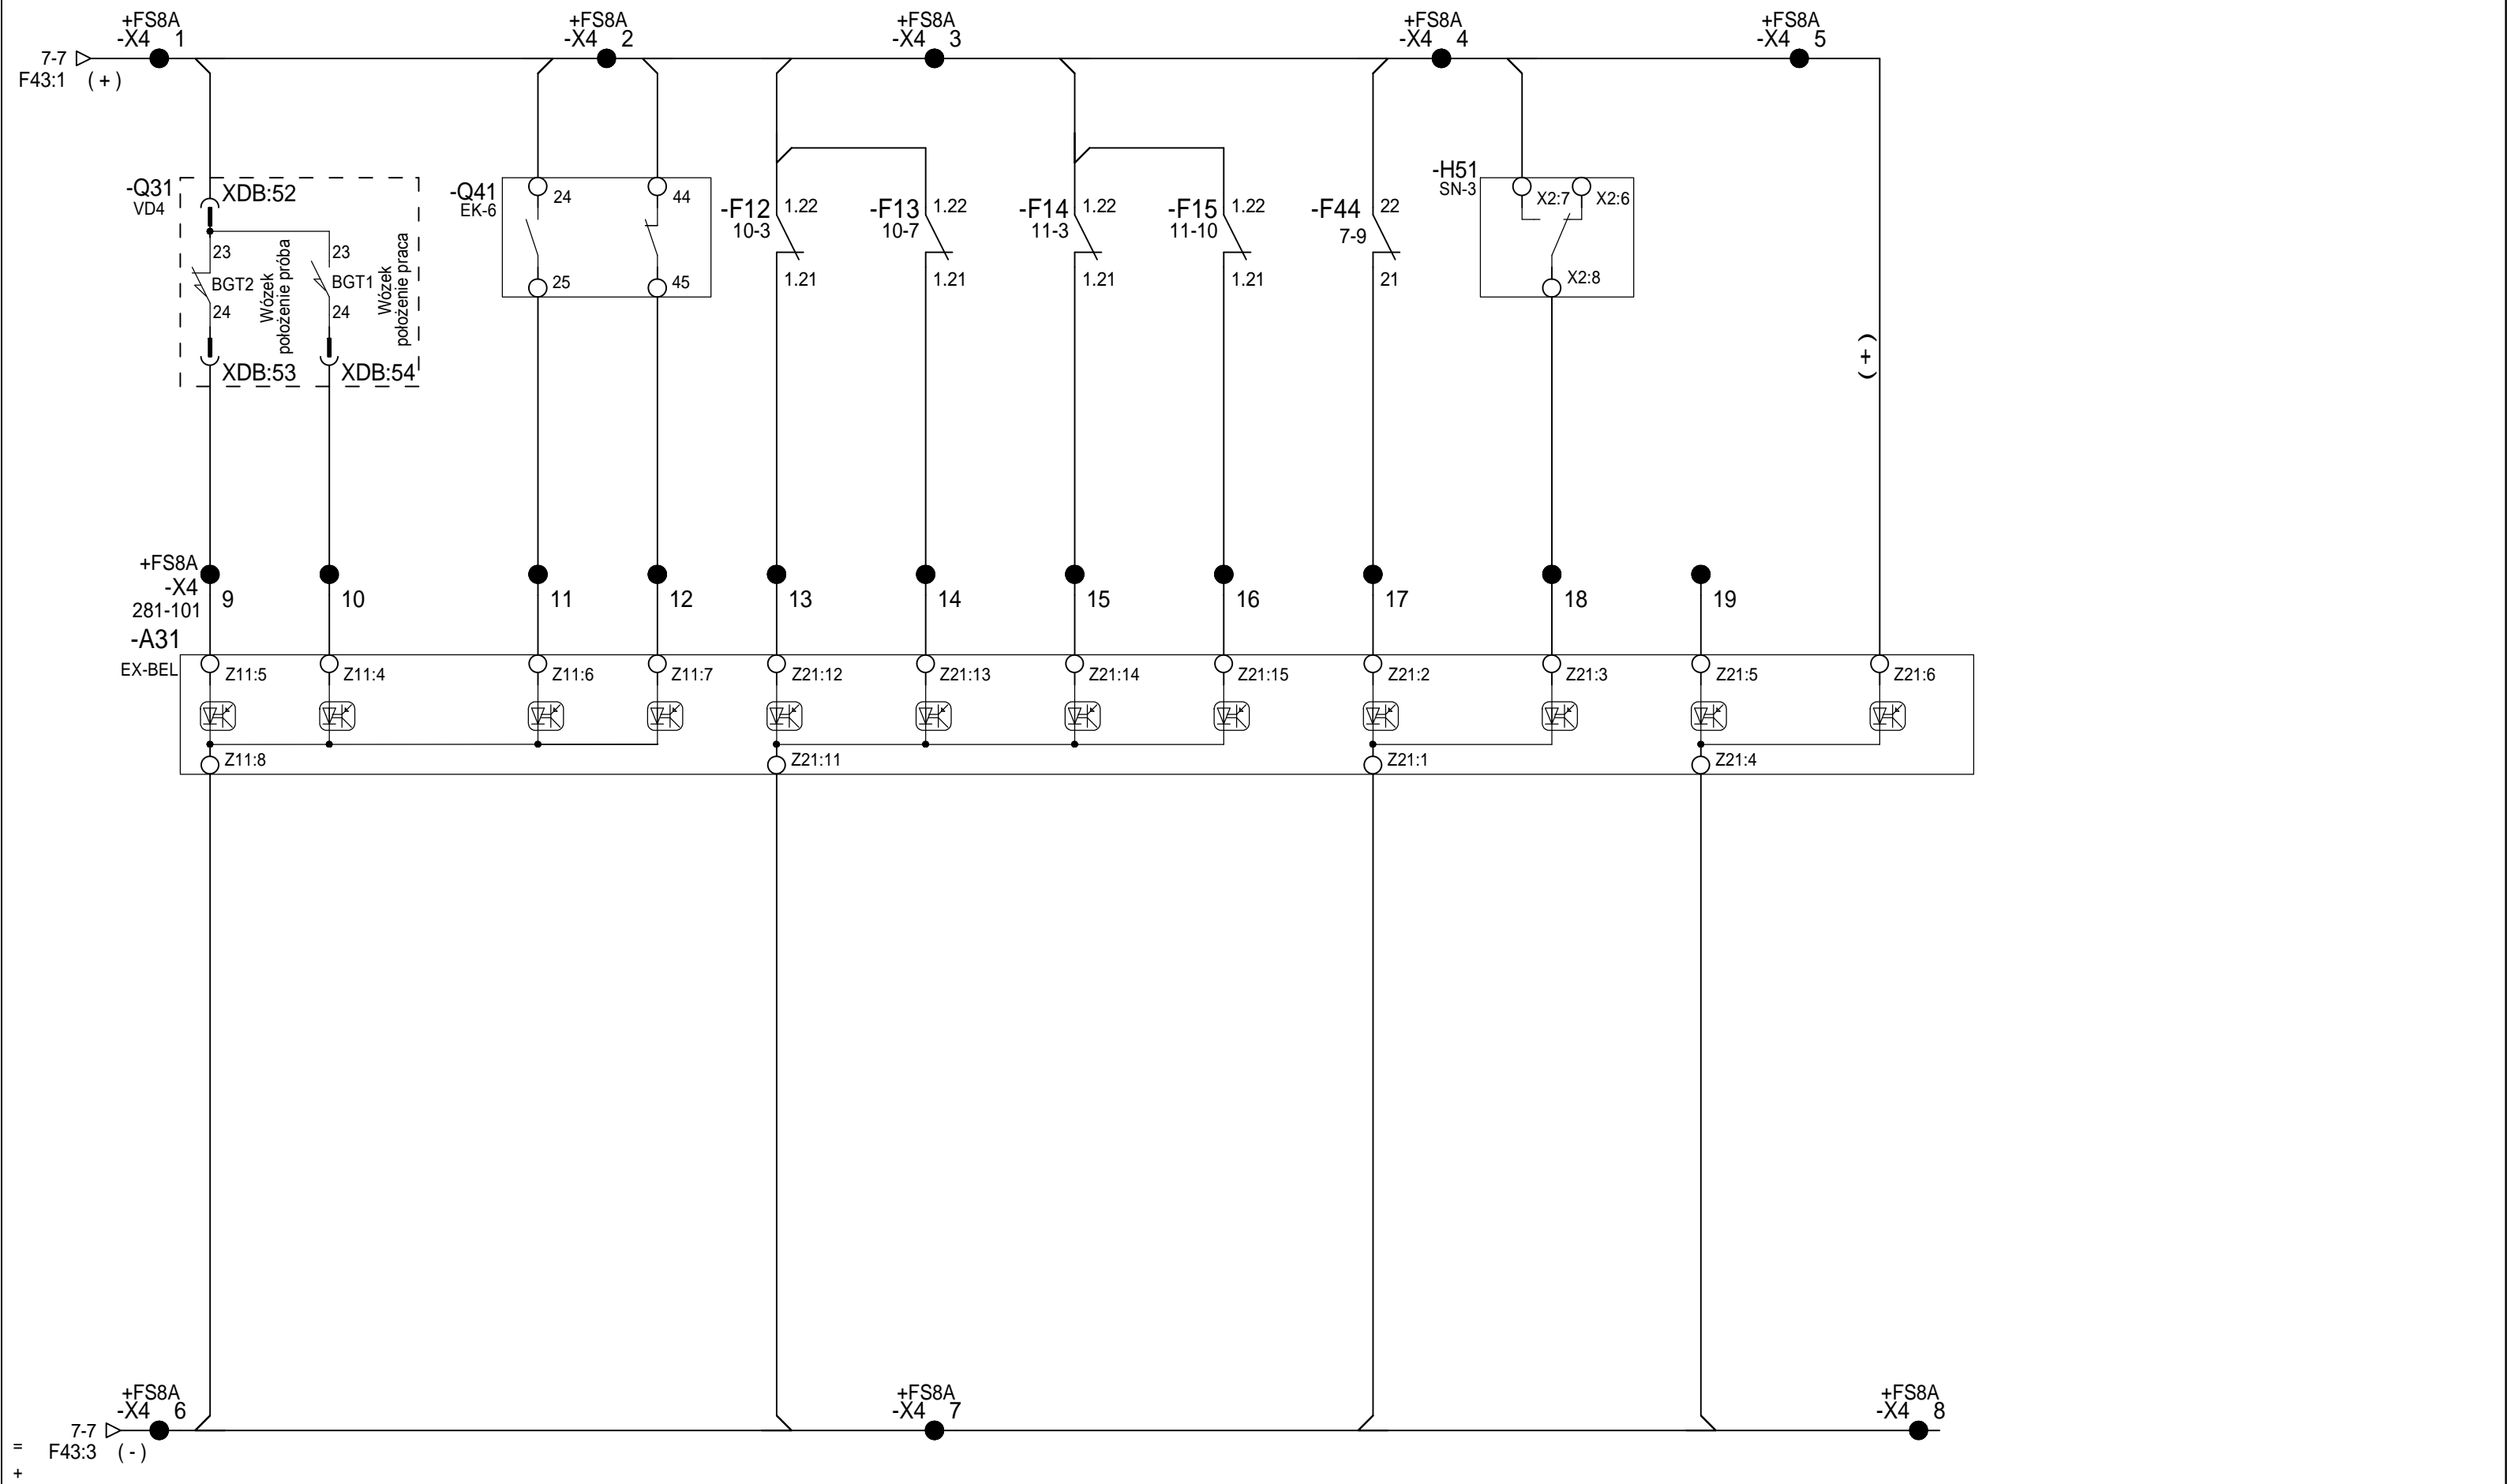 +FS8A
-X4 1
+FS8A
-X4 2
+FS8A
-X4 3
+FS8A
-X4 4
+FS8A
-X4 5
7-7
F43:1 ( + )
-Q31
VD4
XDB:52
23
BGT2
24
Wózek
położenie próba
23
BGT1
24
Wózek
położenie praca
XDB:53
XDB:54
-Q41
EK-6
24
44
25
45
-F12
10-3
1.22
1.21
-F13
10-7
1.22
1.21
-F14
11-3
1.22
1.21
-F15
11-10
1.22
1.21
-F44
7-9
22
21
-H51
SN-3
X2:7
X2:6
X2:8
( + )
+FS8A
-X4
281-101
9
10
11
12
13
14
15
16
17
18
19
-A31
EX-BEL
Z11:5
Z11:4
Z11:6
Z11:7
Z21:12
Z21:13
Z21:14
Z21:15
Z21:2
Z21:3
Z21:5
Z21:6
Z11:8
Z21:11
Z21:1
Z21:4
+FS8A
-X4 6
+FS8A
-X4 7
+FS8A
-X4 8
7-7
F43:3 ( - )
=
+